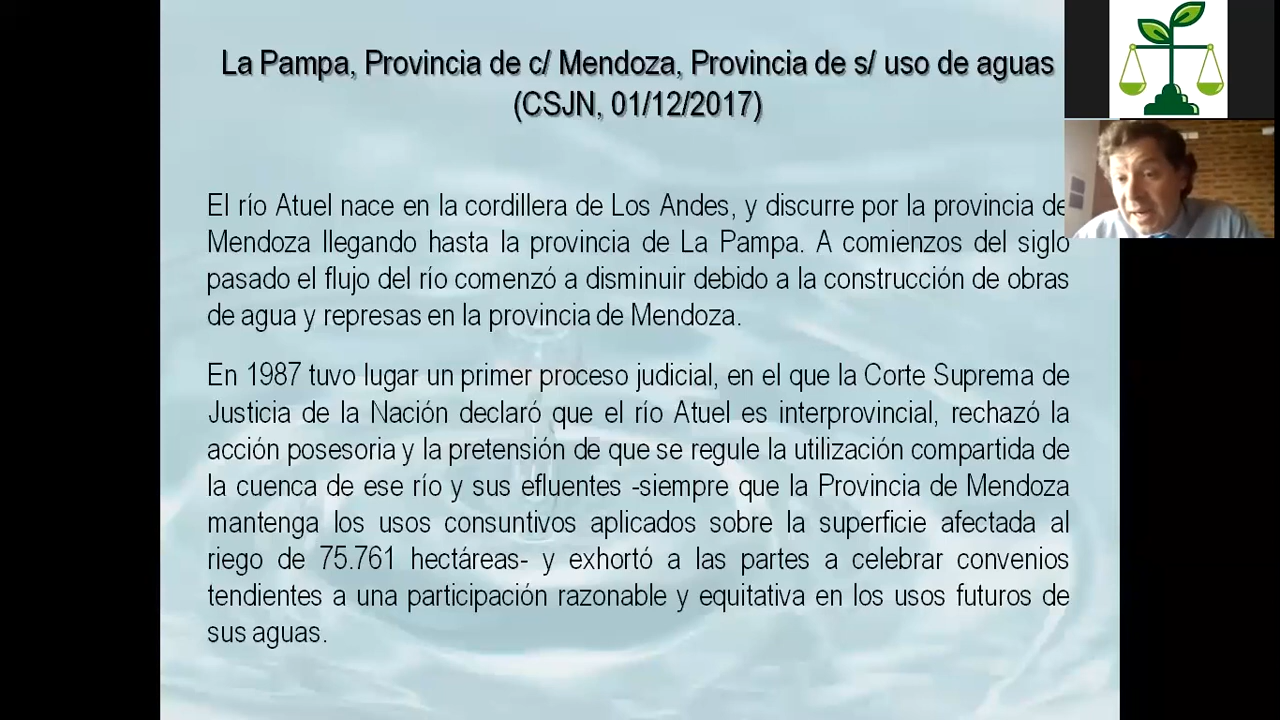 La Pampa, Provincia de c/ Mendoza, Provincia de s/ uso de aguas
(CSJN, 01/12/2017)
El río Atuel nace en la cordillera de Los Andes, y discurre por la provincia de
Mendoza llegando hasta la provincia de La Pampa. A comienzos del siglo
pasado el flujo del río comenzó a disminuir debido a la construcción de obras
de agua y represas en la provincia de Mendoza.
En 1987 tuvo lugar un primer proceso judicial, en el que la Corte Suprema de
Justicia de la Nación declaró que el río Atuel es interprovincial, rechazó la
acción posesoria y la pretensión de que se regule la utilización compartida de
la cuenca de ese río y sus efluentes -siempre que la Provincia de Mendoza
mantenga los usos consuntivos aplicados sobre la superficie afectada al
riego de 75.761 hectáreas- y exhortó a las partes a celebrar convenios
tendientes a una participación razonable y equitativa en los usos futuros de
sus aguas.